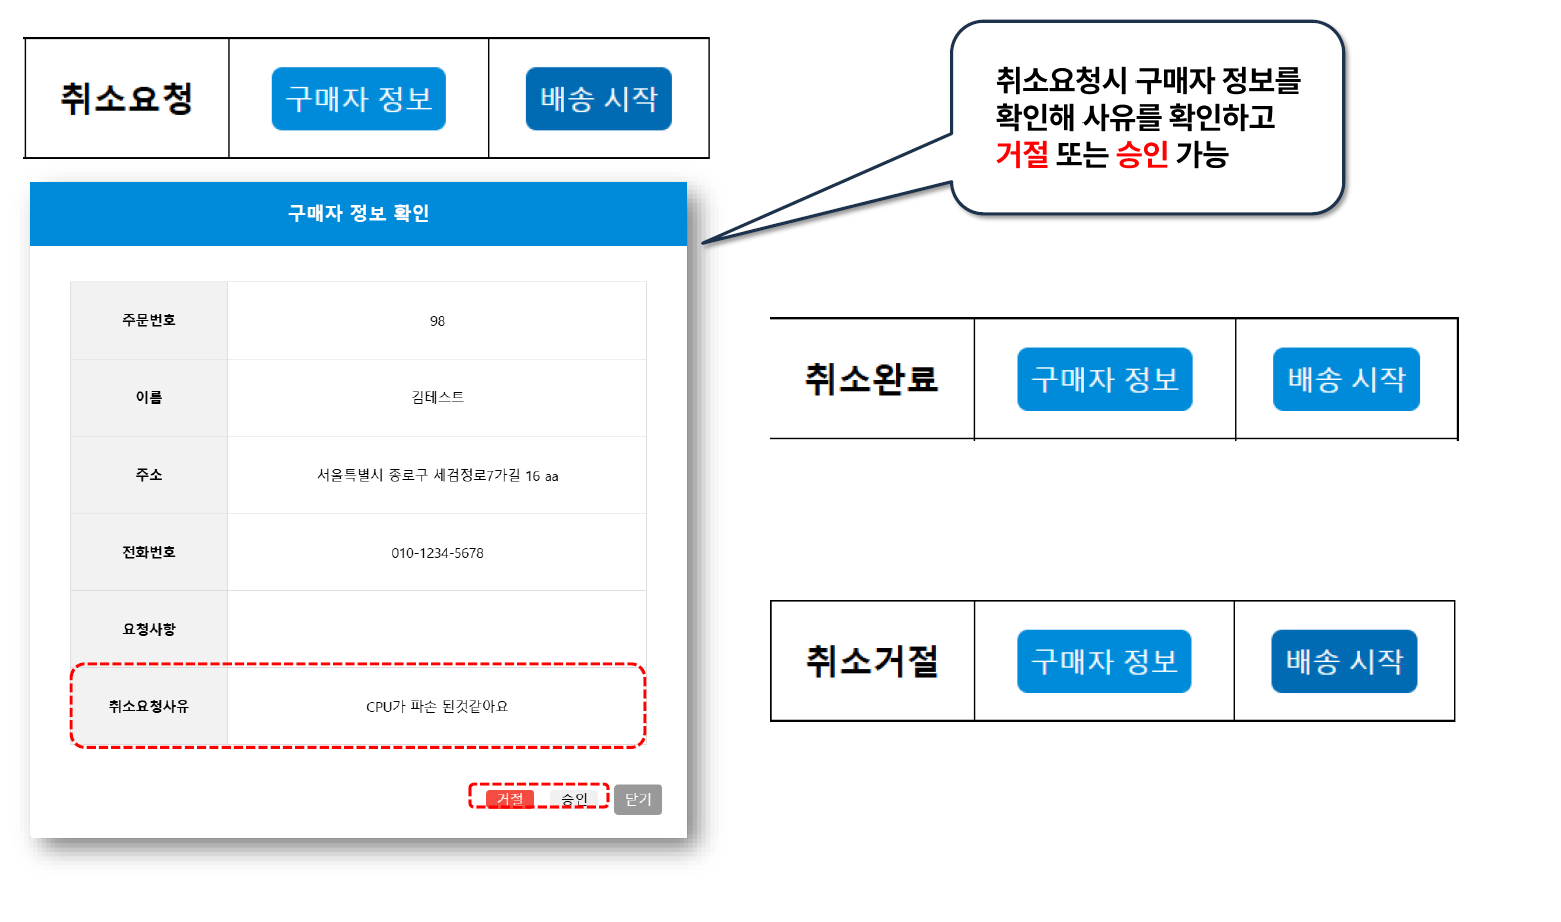 취소요청 구매자 정보 배송 시작
취소요청시 구매자 정보를
확인해 사유를 확인하고
거절 또는 승인 가능
구매자 정보 확인
주문번호 98
이름 김테스트
주소 서울특별시 종로구 세검정로7가길 16 aa
전화번호 010-1234-5678
요청사항
취소요청사유 CPU가 파손 된것같아요
거절 승인 닫기
취소완료 구매자 정보 배송 시작
취소거절 구매자 정보 배송 시작